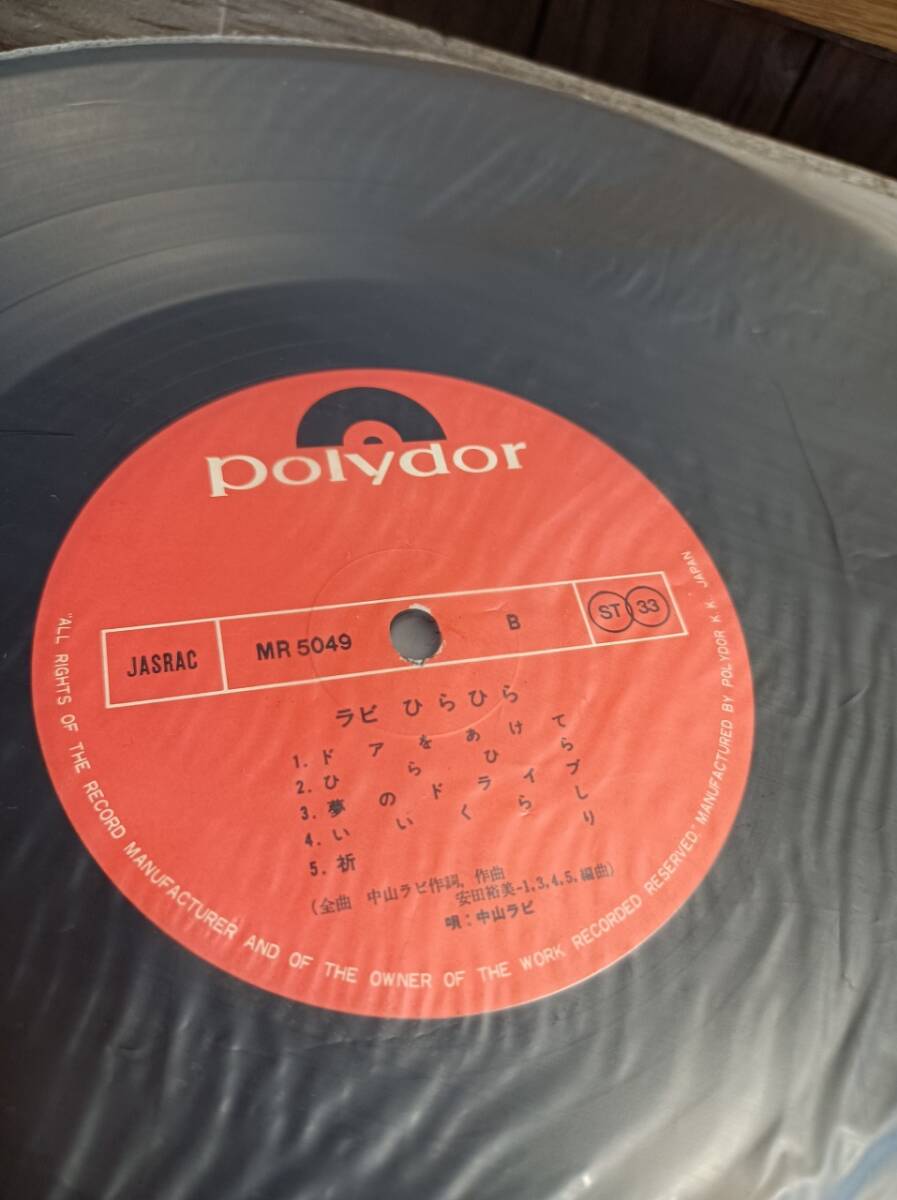 polydor
JASRAC MR 5049 B ST 33
ラビ ひらひら
1. ドアをあけて
2. ひらひら
3. 夢のドライブ
4. いいくらし
5. 祈り
(全曲 中山ラビ作詞, 作曲
安田裕美-1,3,4,5,編曲)
唄:中山ラビ
"ALL RIGHTS OF THE RECORD MANUFACTURER AND OF THE OWNER OF THE WORK RECORDED RESERVED" MANUFACTURED BY POLYDOR K.K. JAPAN